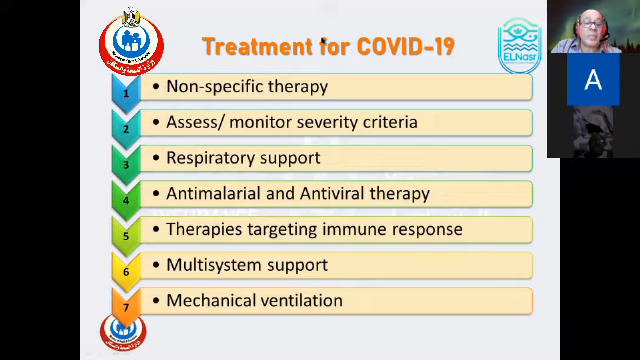 Treatment for COVID-19
ELNasr
1 • Non-specific therapy
2 • Assess/ monitor severity criteria
3 • Respiratory support
4 • Antimalarial and Antiviral therapy
5 • Therapies targeting immune response
6 • Multisystem support
7 • Mechanical ventilation
A